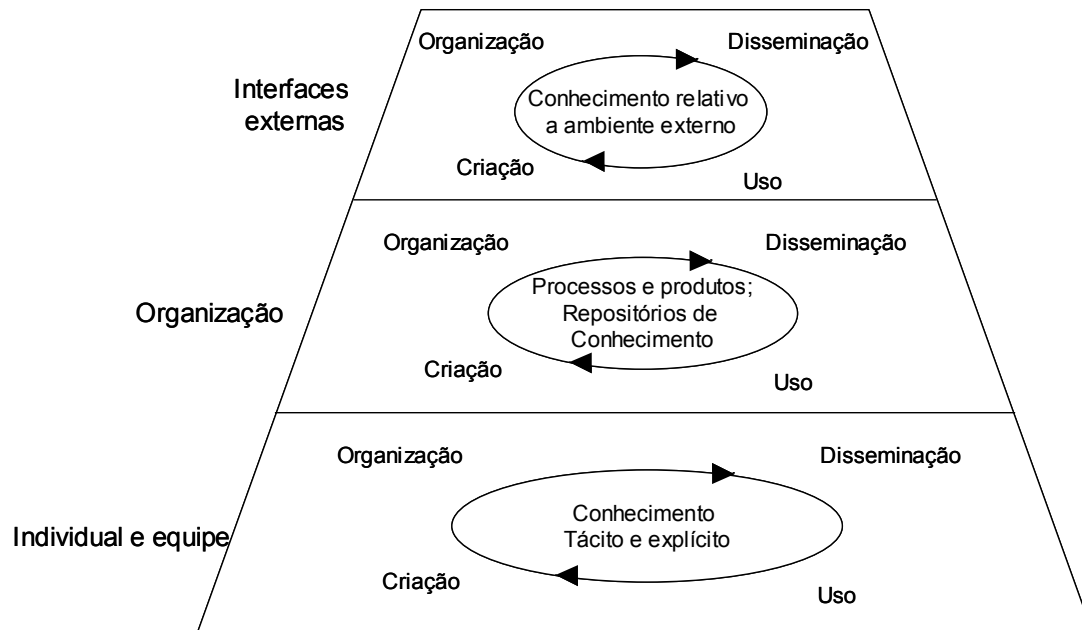 Organização
Disseminação
Interfaces
externas
Conhecimento relativo
a ambiente externo
Criação
Uso
Organização
Disseminação
Organização
Processos e produtos;
Repositórios de
Conhecimento
Criação
Uso
Organização
Disseminação
Individual e equipe
Conhecimento
Tácito e explícito
Criação
Uso